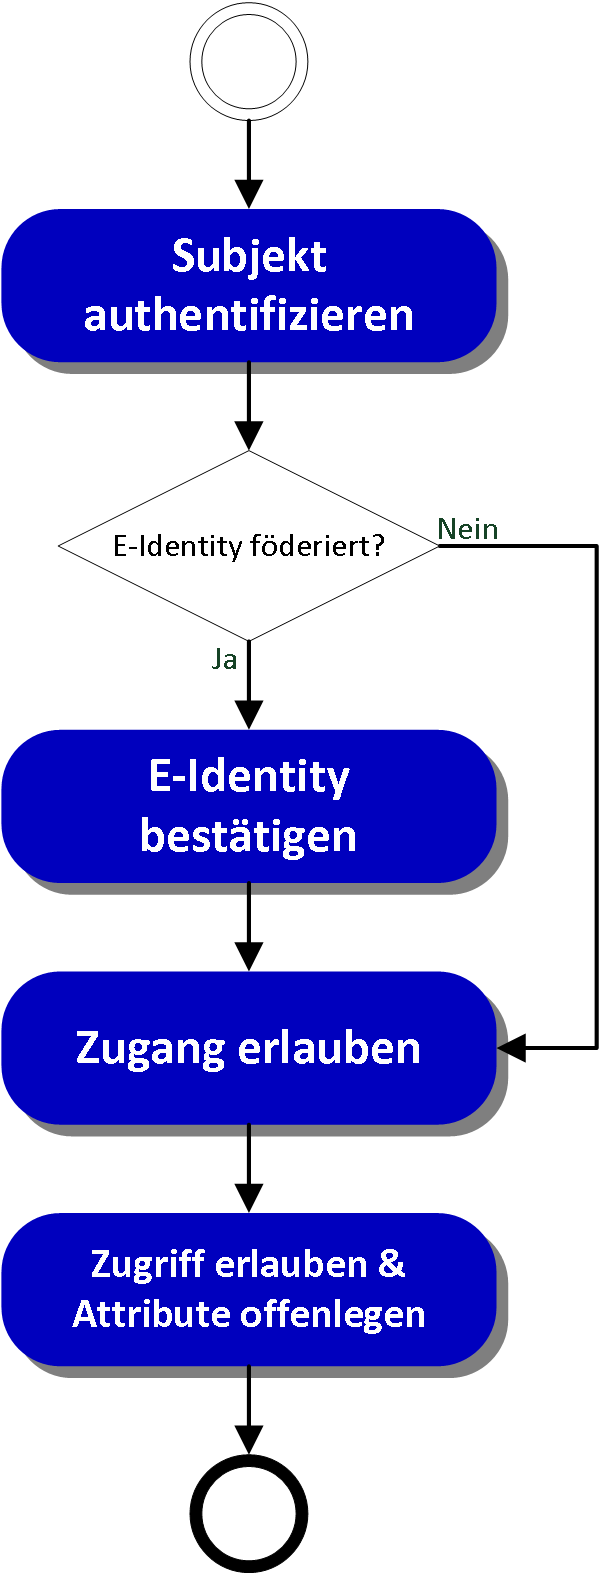 Subjekt
authentifizieren
E-Identity föderiert?
Nein
Ja
E-Identity
bestätigen
Zugang erlauben
Zugriff erlauben &
Attribute offenlegen